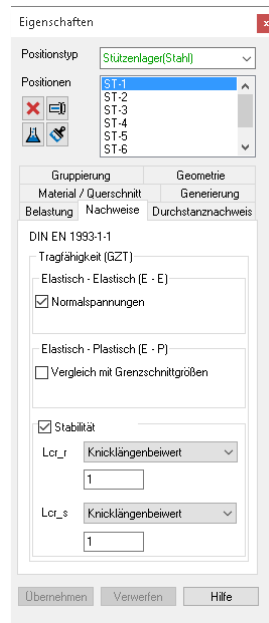 Eigenschaften
x
Positionstyp
Stützenlager(Stahl)
Positionen
ST-1
ST-2
ST-3
ST-4
ST-5
ST-6
Gruppierung Geometrie
Material / Querschnitt Generierung
Belastung Nachweise Durchstanznachweis
DIN EN 1993-1-1
Tragfähigkeit (GZT)
Elastisch - Elastisch (E - E)
Normalspannungen
Elastisch - Plastisch (E - P)
Vergleich mit Grenzschnittgrößen
Stabilität
Lcr_r Knicklängenbeiwert
1
Lcr_s Knicklängenbeiwert
1
Übernehmen Verwerfen Hilfe